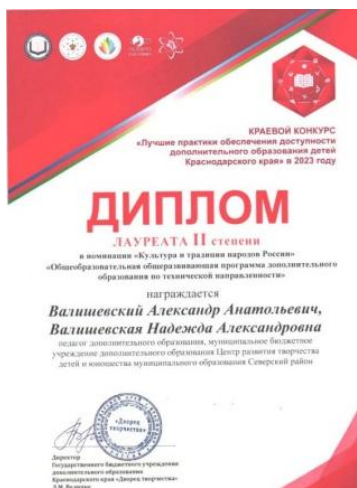 КРАЕВОЙ КОНКУРС
«Лучшие практики обеспечения доступности
дополнительного образования детей
Краснодарского края» в 2023 году
ДИПЛОМ
ЛАУРЕАТА II степени
в номинации «Культура и традиции народов России»
«Общеобразовательная общеразвивающая программа дополнительного
образования по технической направленности»
награждается
Валишевский Александр Анатольевич,
Валишевская Надежда Александровна
педагог дополнительного образования, муниципальное бюджетное
учреждение дополнительного образования Центр развития творчества
детей и юношества муниципального образования Северский район
«Дворец
творчества»
Директор
Государственного бюджетного учреждения
дополнительного образования
Краснодарского края «Дворец творчества»